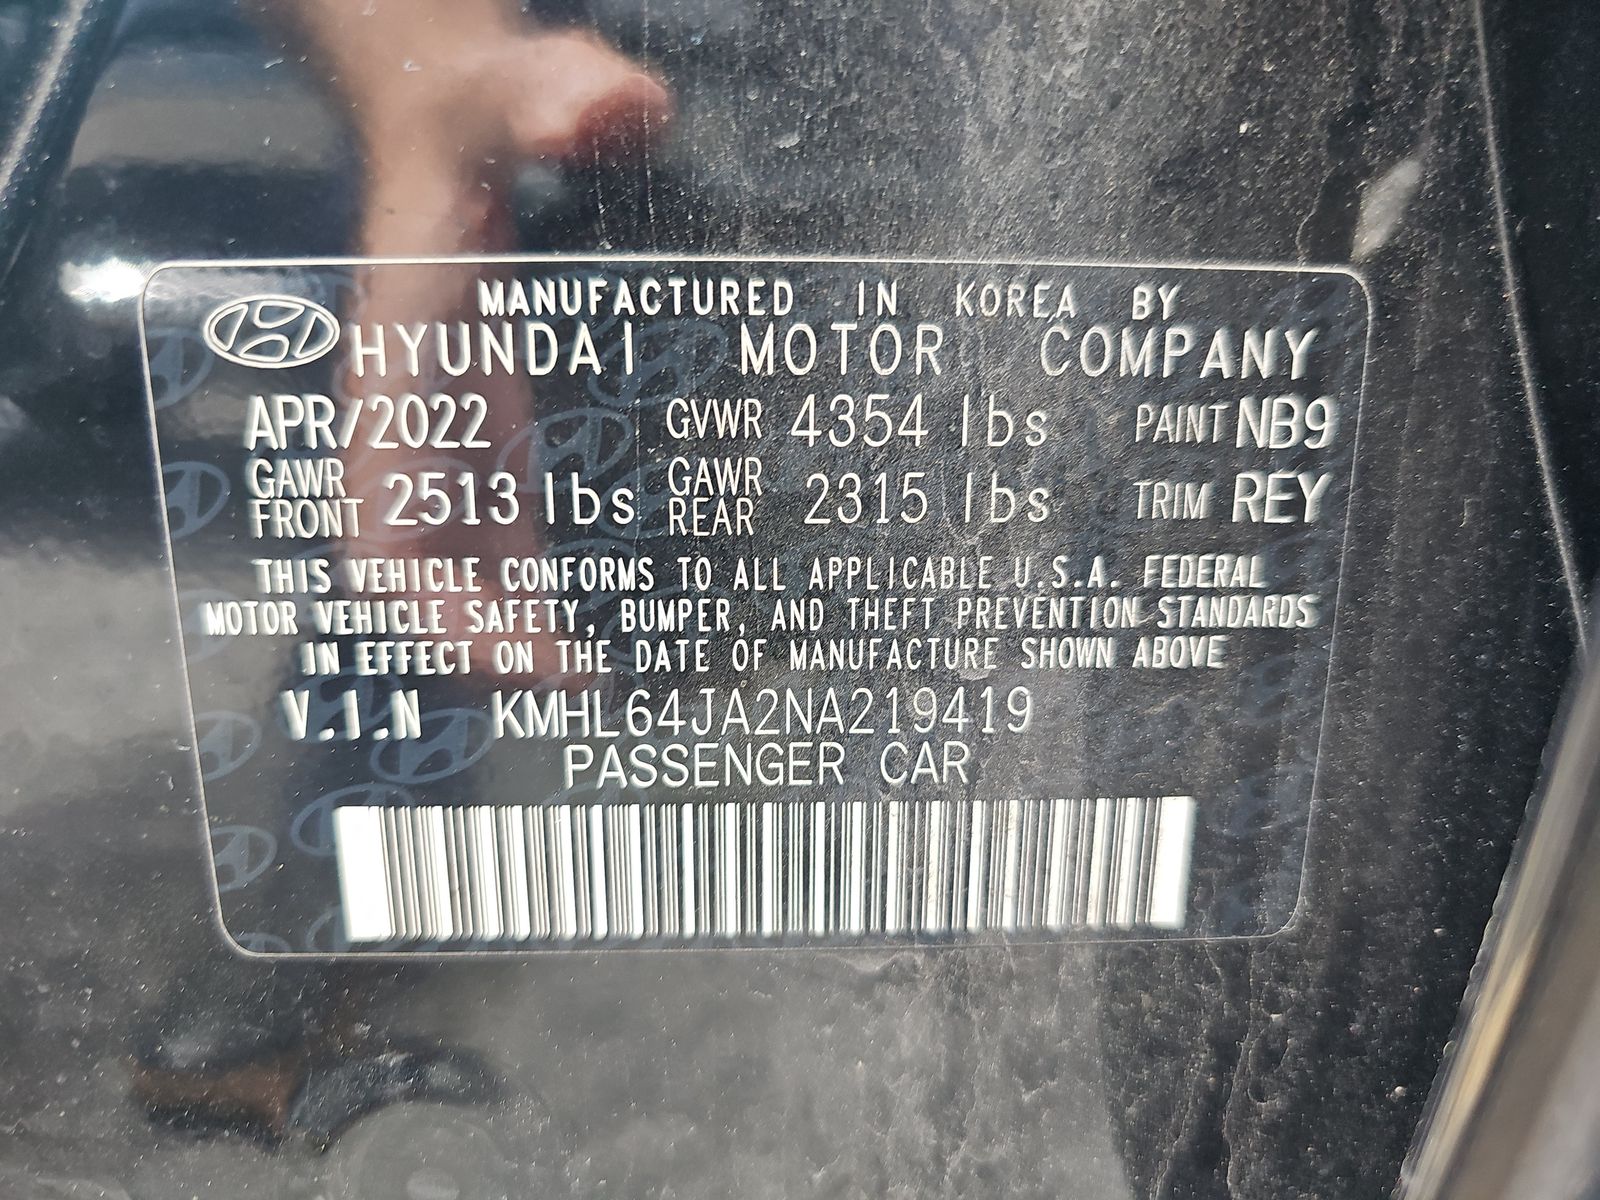 MANUFACTURED IN KOREA BY
HYUNDAI MOTOR COMPANY
APR/2022 GVWR 4354 lbs PAINT NB9
GAWR FRONT 2513 lbs GAWR REAR 2315 lbs TRIM REY
THIS VEHICLE CONFORMS TO ALL APPLICABLE U.S.A. FEDERAL
MOTOR VEHICLE SAFETY, BUMPER, AND THEFT PREVENTION STANDARDS
IN EFFECT ON THE DATE OF MANUFACTURE SHOWN ABOVE
V.I.N KMHL64JA2NA219419
PASSENGER CAR